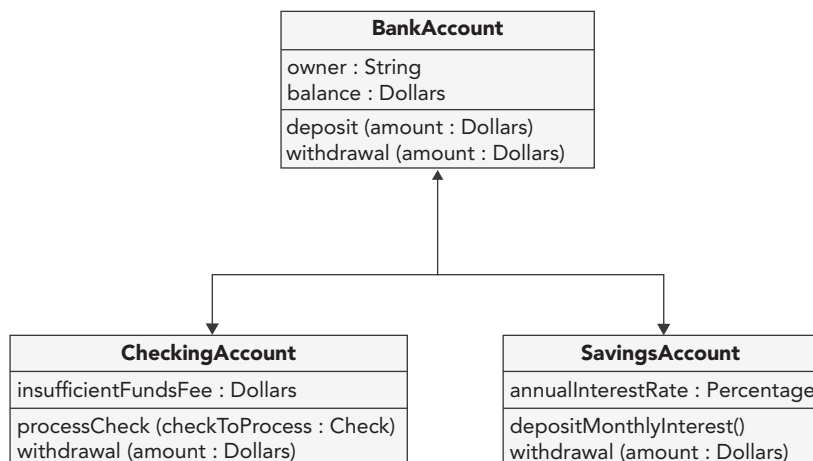 BankAccount
owner : String
balance : Dollars
deposit (amount : Dollars)
withdrawal (amount : Dollars)
CheckingAccount
insufficientFundsFee : Dollars
processCheck (checkToProcess : Check)
withdrawal (amount : Dollars)
SavingsAccount
annualInterestRate : Percentage
depositMonthlyInterest()
withdrawal (amount : Dollars)